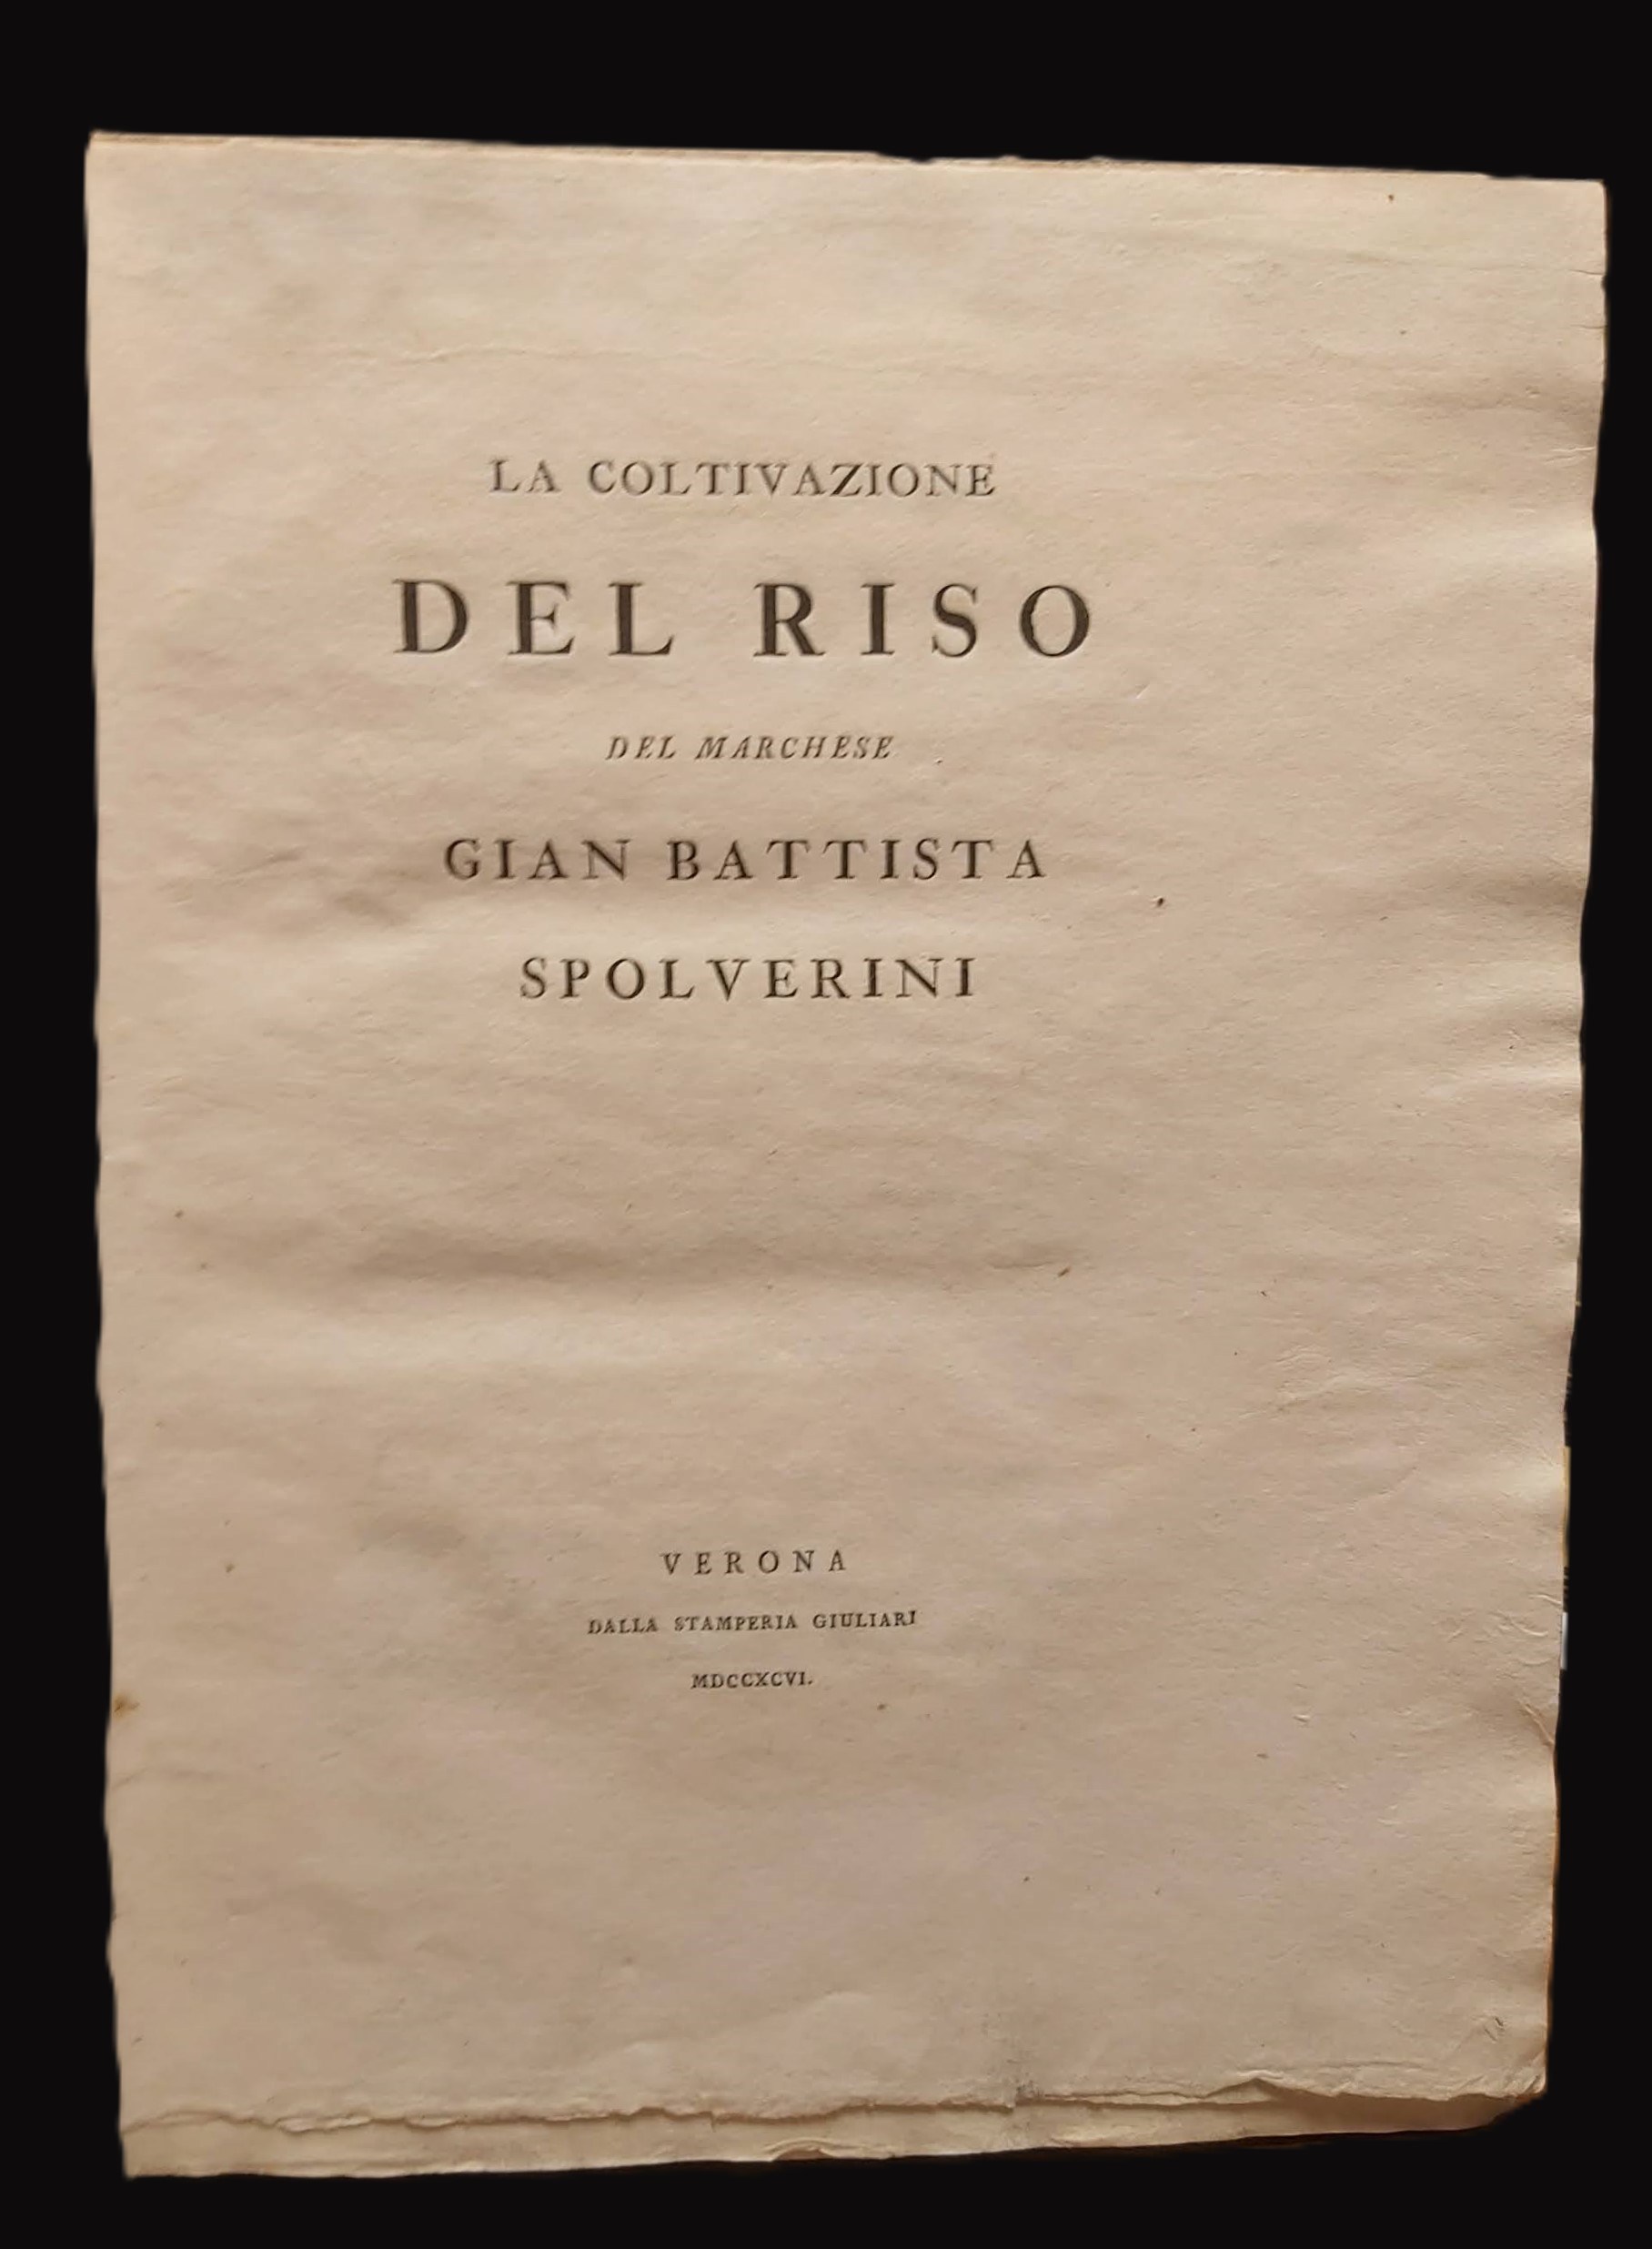 LA COLTIVAZIONE
DEL RISO
DEL MARCHESE
GIAN BATTISTA
SPOLVERINI
VERONA
DALLA STAMPERIA GIULIARI
MDCCXCVI.